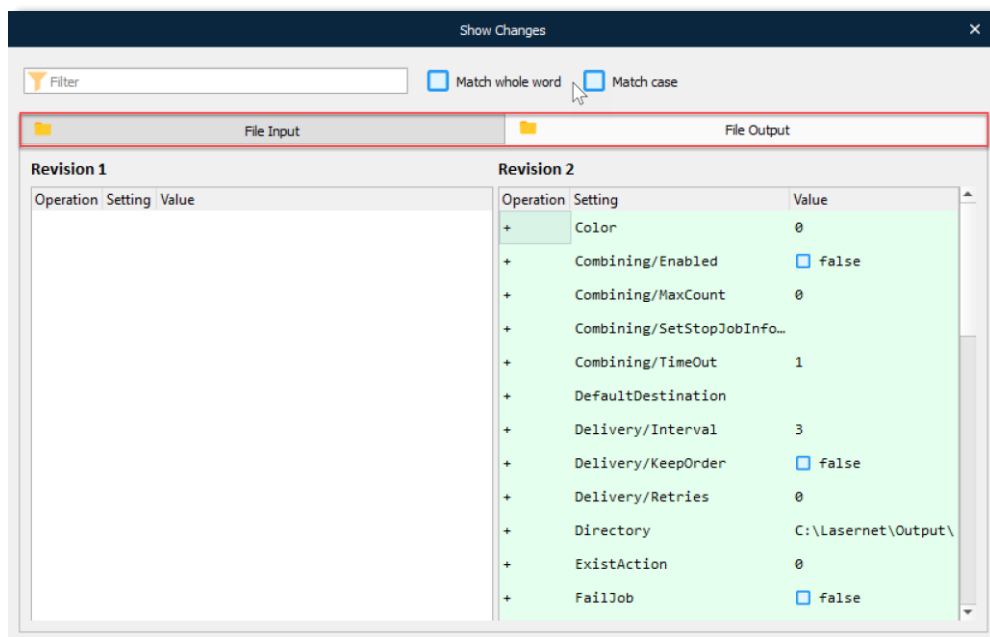 Show Changes
Filter
Match whole word
Match case
File Input
File Output
Revision 1
Revision 2
Operation Setting Value
Operation Setting Value
+ Color 0
+ Combining/Enabled false
+ Combining/MaxCount 0
+ Combining/SetStopJobInfo…
+ Combining/TimeOut 1
+ DefaultDestination
+ Delivery/Interval 3
+ Delivery/KeepOrder false
+ Delivery/Retries 0
+ Directory C:\Lasernet\Output\
+ ExistAction 0
+ FailJob false